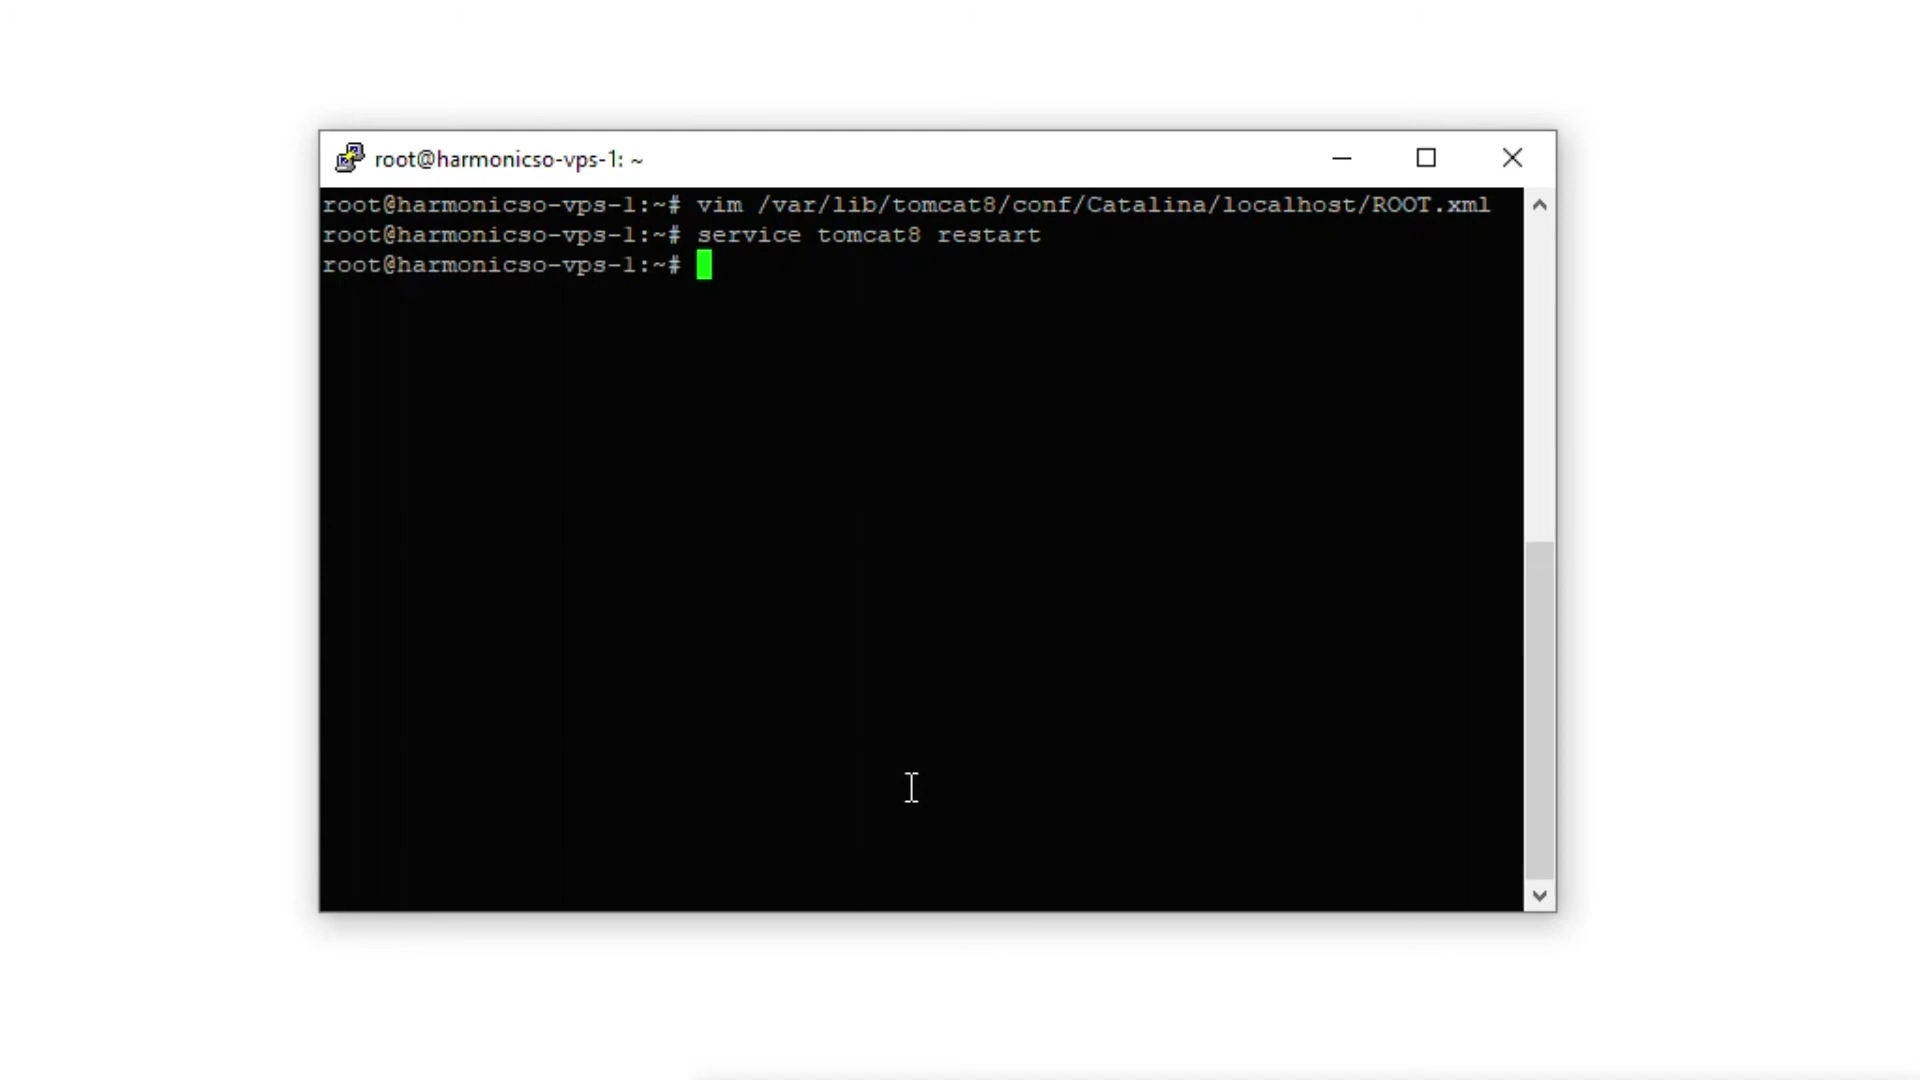 root@harmonicso-vps-1: ~
root@harmonicso-vps-1:~# vim /var/lib/tomcat8/conf/Catalina/localhost/ROOT.xml
root@harmonicso-vps-1:~# service tomcat8 restart
root@harmonicso-vps-1:~#